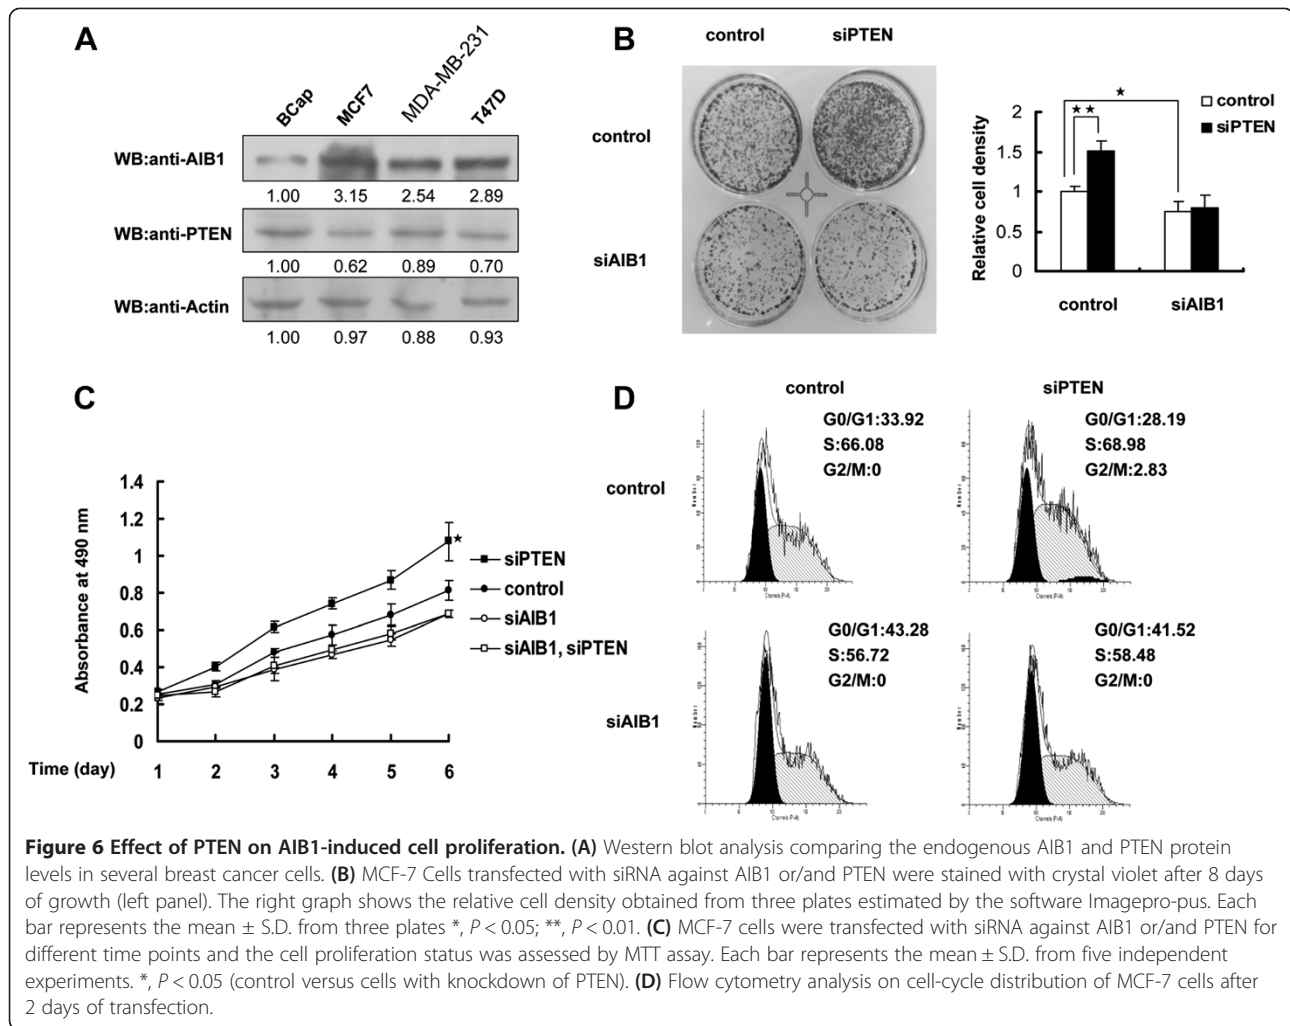 A
BCap MCF7 MDA-MB-231 T47D
WB:anti-AIB1
1.00 3.15 2.54 2.89
WB:anti-PTEN
1.00 0.62 0.89 0.70
WB:anti-Actin
1.00 0.97 0.88 0.93
B
control siPTEN
control
siAIB1
Relative cell density
2
1.5
1
0.5
0
★★
★
control
siPTEN
control siAIB1
C
Absorbance at 490 nm
1.4
1.2
1
0.8
0.6
0.4
0.2
0
★
siPTEN
control
siAIB1
siAIB1, siPTEN
Time (day) 1 2 3 4 5 6
D
control siPTEN
control
G0/G1:33.92
S:66.08
G2/M:0
Number
Channels (PI-A)
G0/G1:28.19
S:68.98
G2/M:2.83
Number
Channels (PI-A)
siAIB1
G0/G1:43.28
S:56.72
G2/M:0
Number
Channels (PI-A)
G0/G1:41.52
S:58.48
G2/M:0
Number
Channels (PI-A)
Figure 6 Effect of PTEN on AIB1-induced cell proliferation. (A) Western blot analysis comparing the endogenous AIB1 and PTEN protein
levels in several breast cancer cells. (B) MCF-7 Cells transfected with siRNA against AIB1 or/and PTEN were stained with crystal violet after 8 days
of growth (left panel). The right graph shows the relative cell density obtained from three plates estimated by the software Imagepro-pus. Each
bar represents the mean ± S.D. from three plates *, P < 0.05; **, P < 0.01. (C) MCF-7 cells were transfected with siRNA against AIB1 or/and PTEN for
different time points and the cell proliferation status was assessed by MTT assay. Each bar represents the mean ± S.D. from five independent
experiments. *, P < 0.05 (control versus cells with knockdown of PTEN). (D) Flow cytometry analysis on cell-cycle distribution of MCF-7 cells after
2 days of transfection.